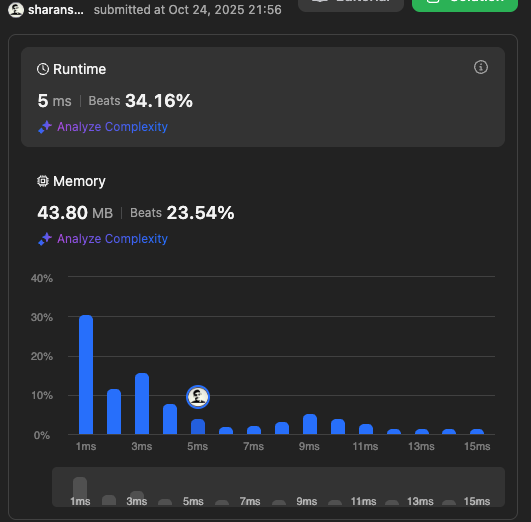 sharans... submitted at Oct 24, 2025 21:56
Runtime
5 ms | Beats 34.16%
Analyze Complexity
Memory
43.80 MB | Beats 23.54%
Analyze Complexity
40%
30%
20%
10%
0%
1ms 3ms 5ms 7ms 9ms 11ms 13ms 15ms
1ms 3ms 5ms 7ms 9ms 11ms 13ms 15ms